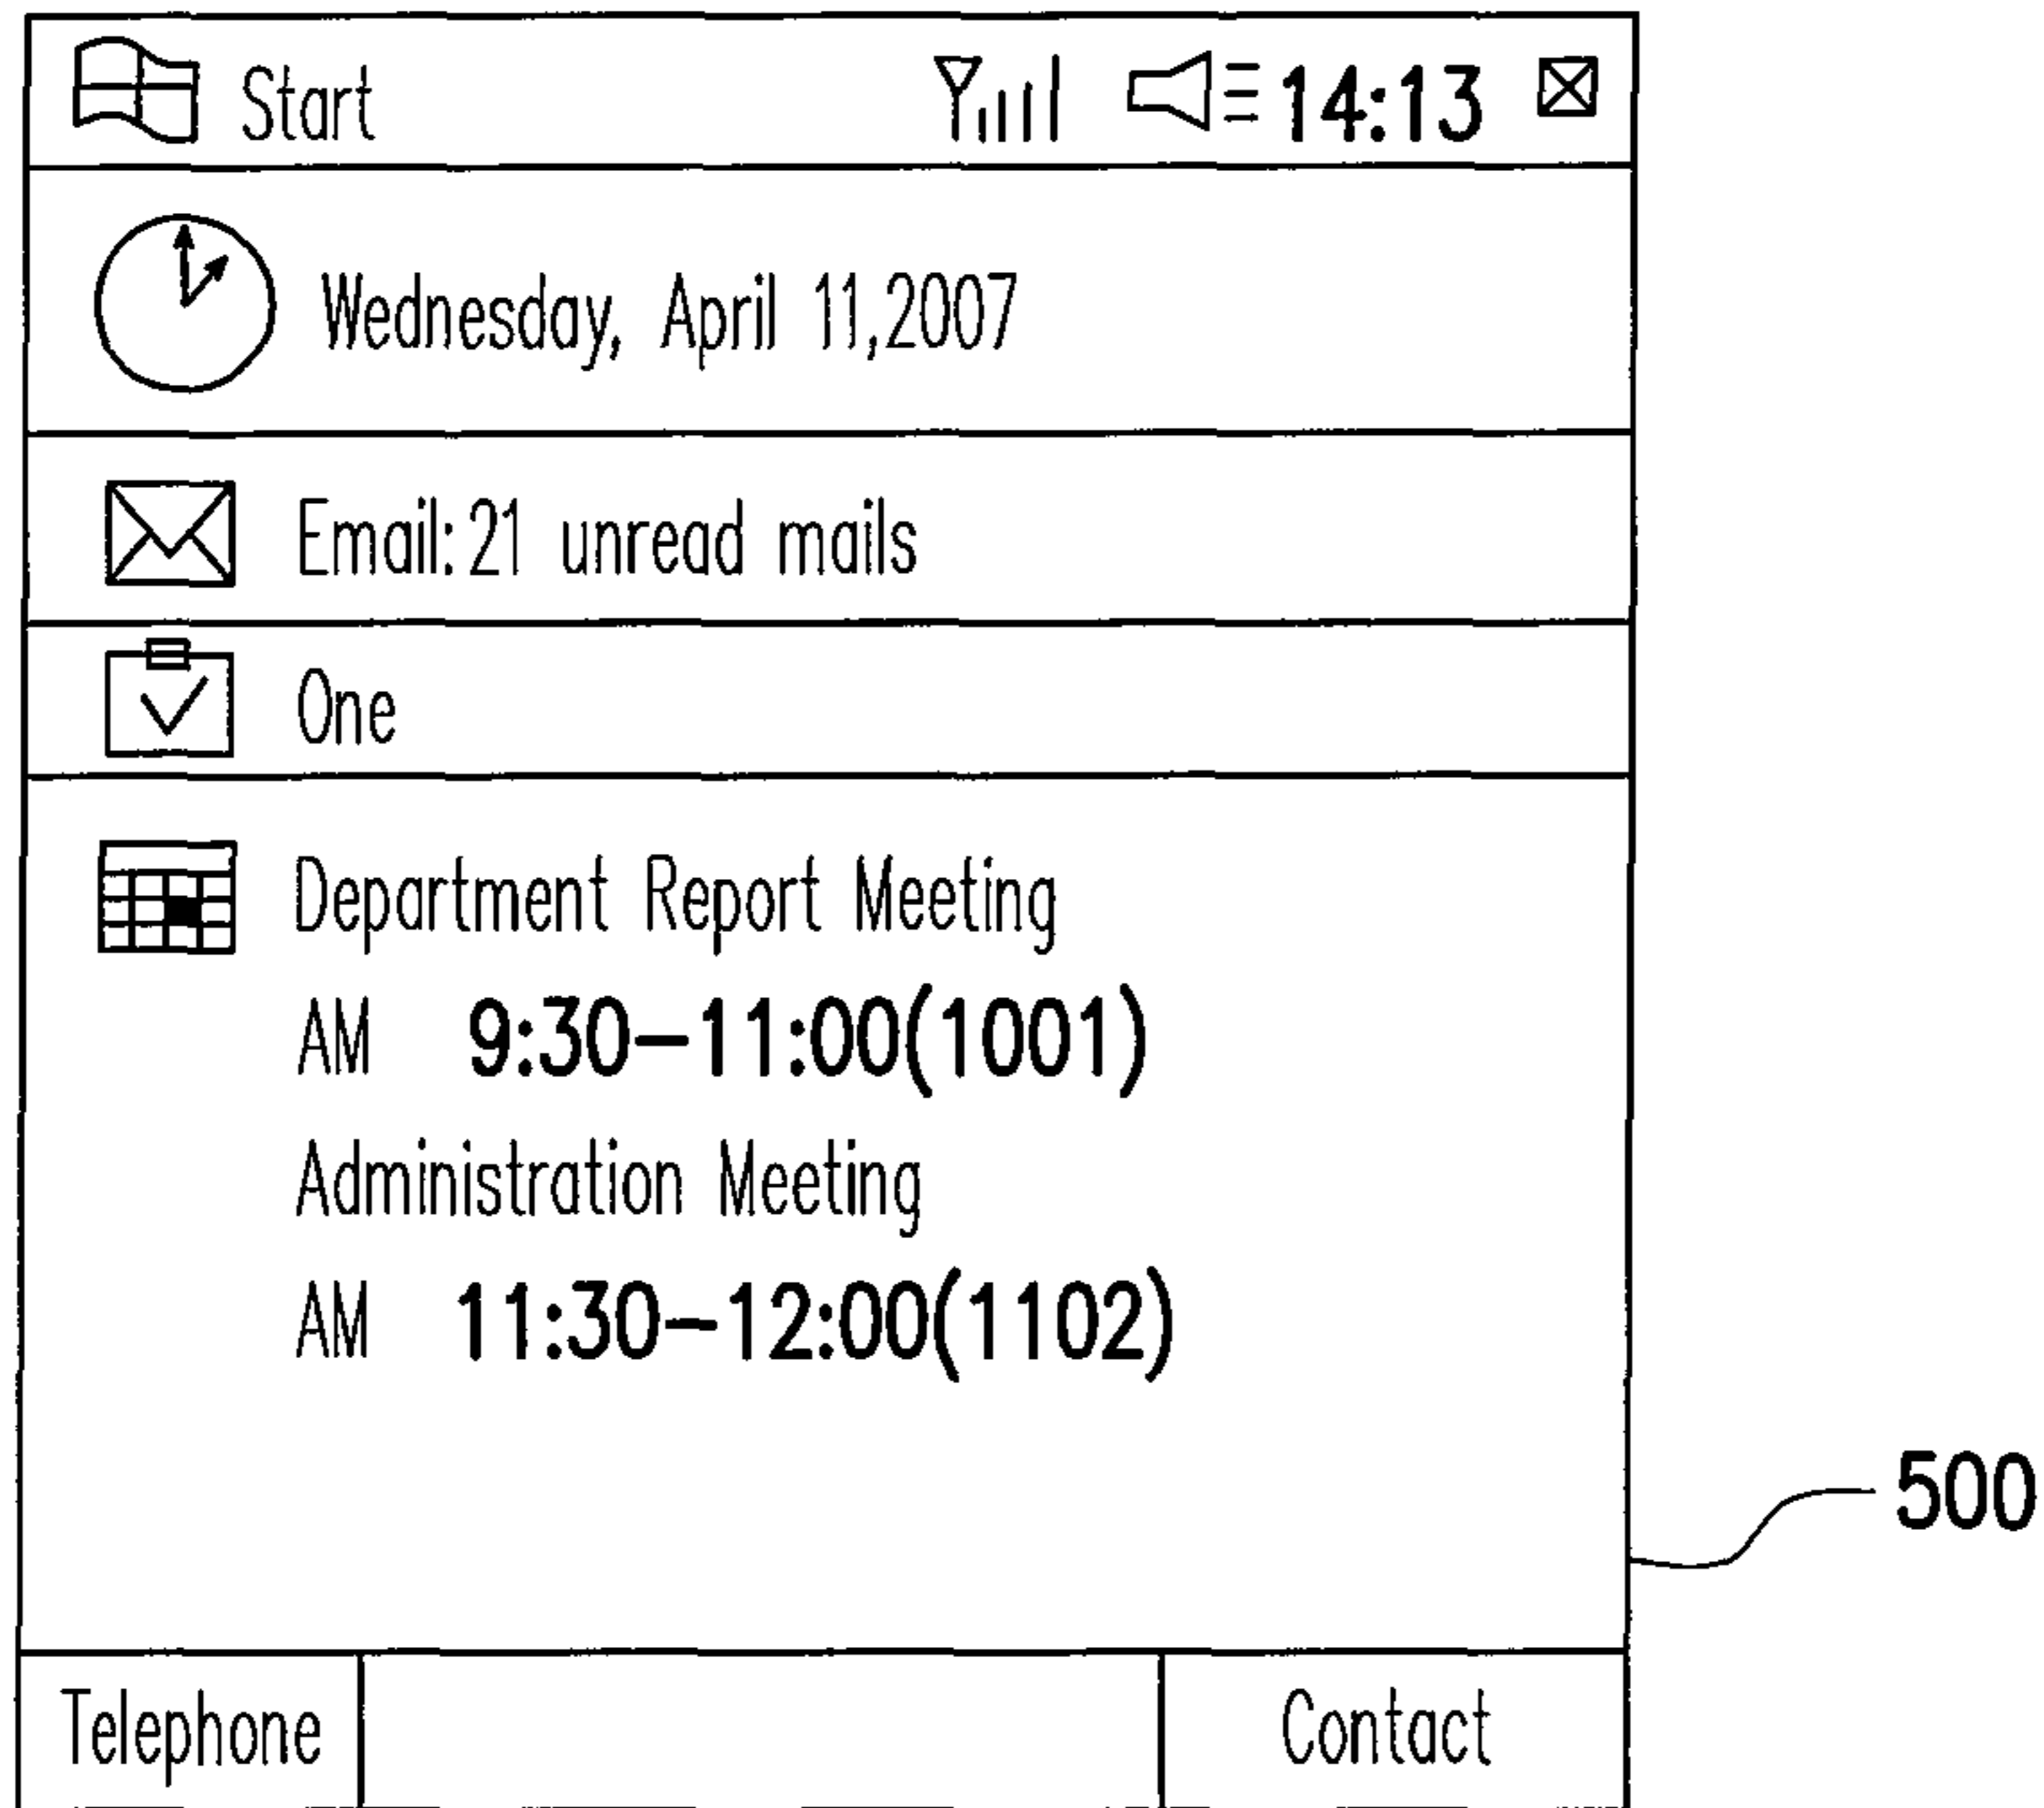 Start 14:13
Wednesday, April 11,2007
Email:21 unread mails
One
Department Report Meeting
AM 9:30-11:00(1001)
Administration Meeting
AM 11:30-12:00(1102)
500
Telephone Contact